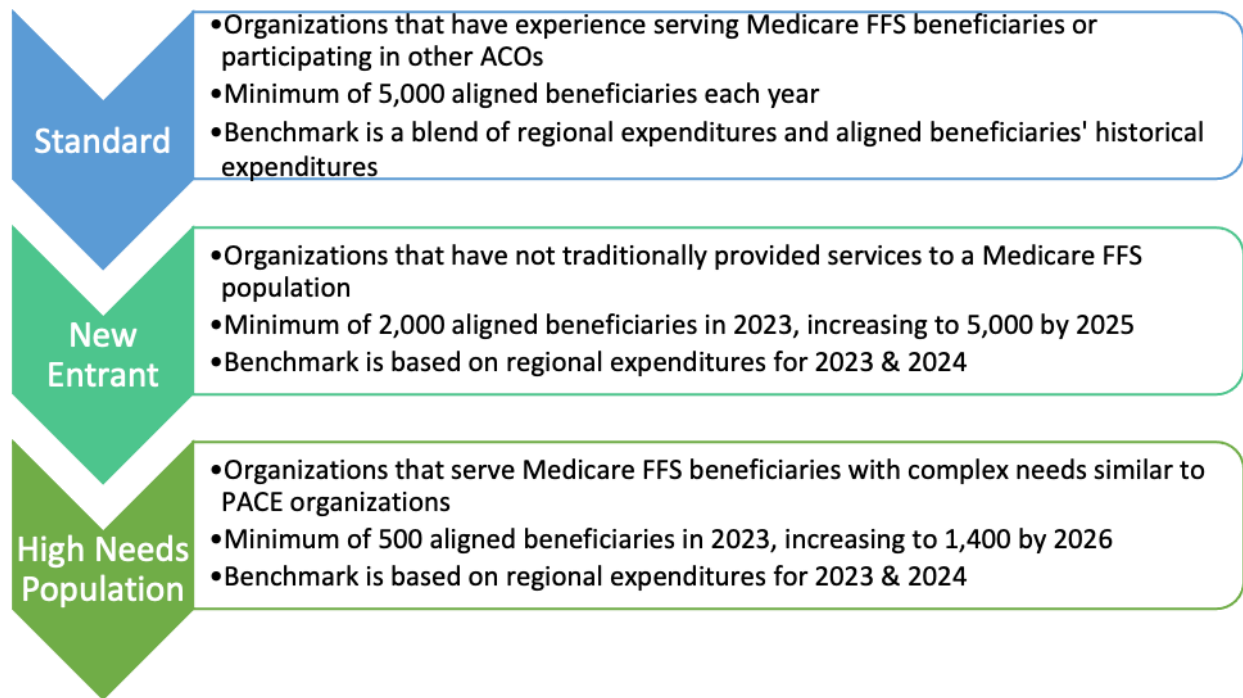 Standard
•Organizations that have experience serving Medicare FFS beneficiaries or
participating in other ACOs
•Minimum of 5,000 aligned beneficiaries each year
•Benchmark is a blend of regional expenditures and aligned beneficiaries' historical
expenditures
New
Entrant
•Organizations that have not traditionally provided services to a Medicare FFS
population
•Minimum of 2,000 aligned beneficiaries in 2023, increasing to 5,000 by 2025
•Benchmark is based on regional expenditures for 2023 & 2024
High Needs
Population
•Organizations that serve Medicare FFS beneficiaries with complex needs similar to
PACE organizations
•Minimum of 500 aligned beneficiaries in 2023, increasing to 1,400 by 2026
•Benchmark is based on regional expenditures for 2023 & 2024